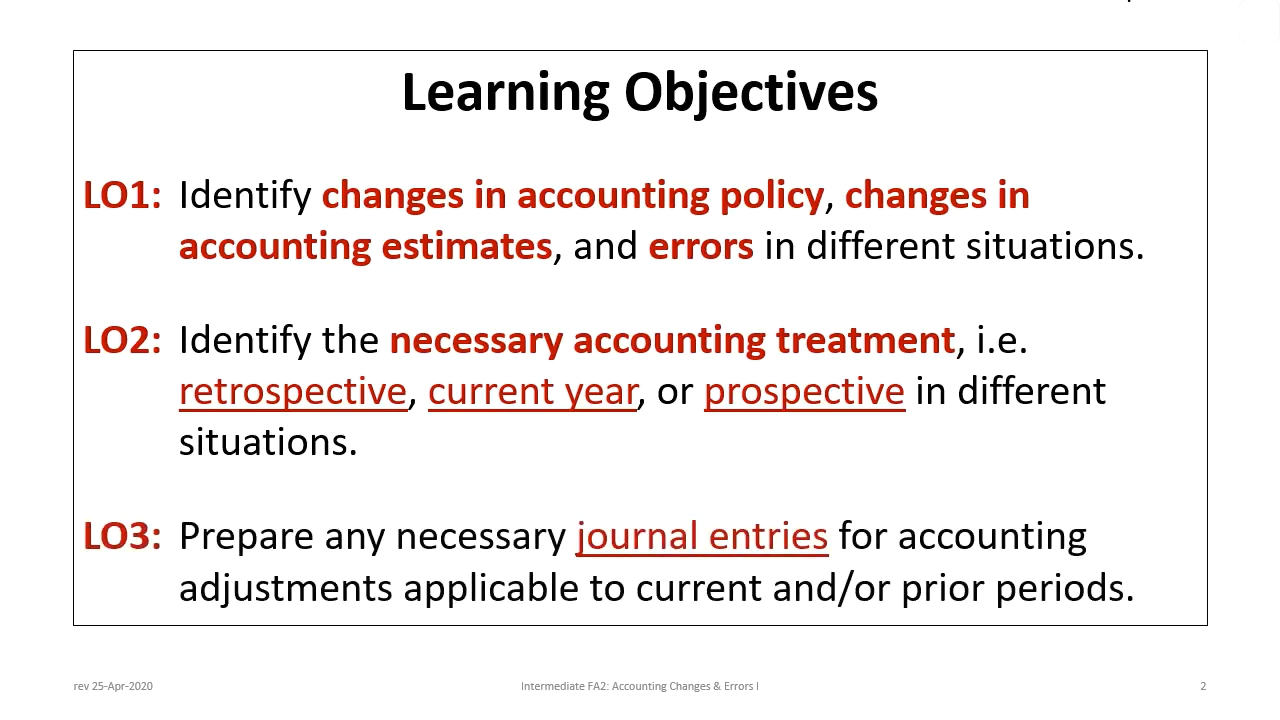 Learning Objectives
LO1: Identify changes in accounting policy, changes in
accounting estimates, and errors in different situations.
LO2: Identify the necessary accounting treatment, i.e.
retrospective, current year, or prospective in different
situations.
LO3: Prepare any necessary journal entries for accounting
adjustments applicable to current and/or prior periods.
rev 25-Apr-2020 Intermediate FA2: Accounting Changes & Errors I 2